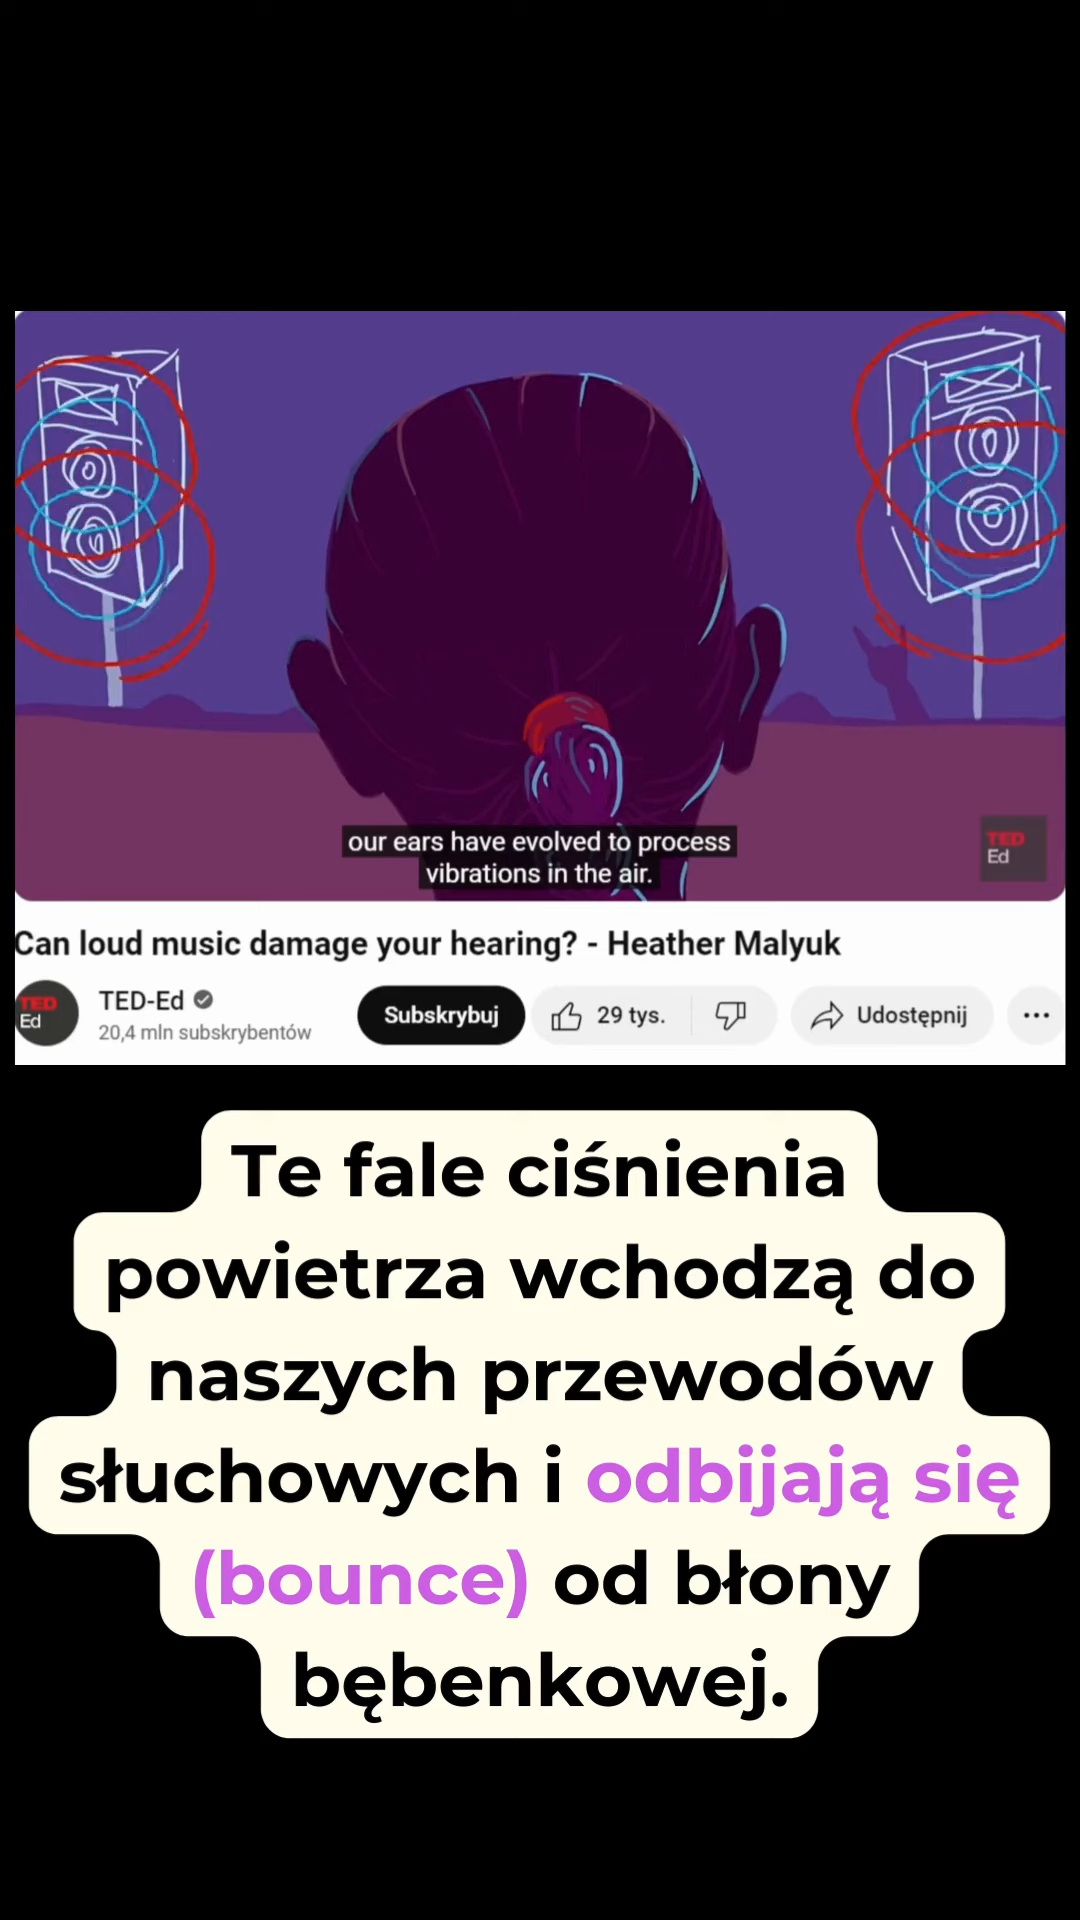 our ears have evolved to process
vibrations in the air.
TED
Ed
Can loud music damage your hearing? - Heather Malyuk
TED
Ed
TED-Ed
20,4 mln subskrybentów
Subskrybuj
29 tys.
Udostępnij
Te fale ciśnienia
powietrza wchodzą do
naszych przewodów
słuchowych i odbijają się
(bounce) od błony
bębenkowej.